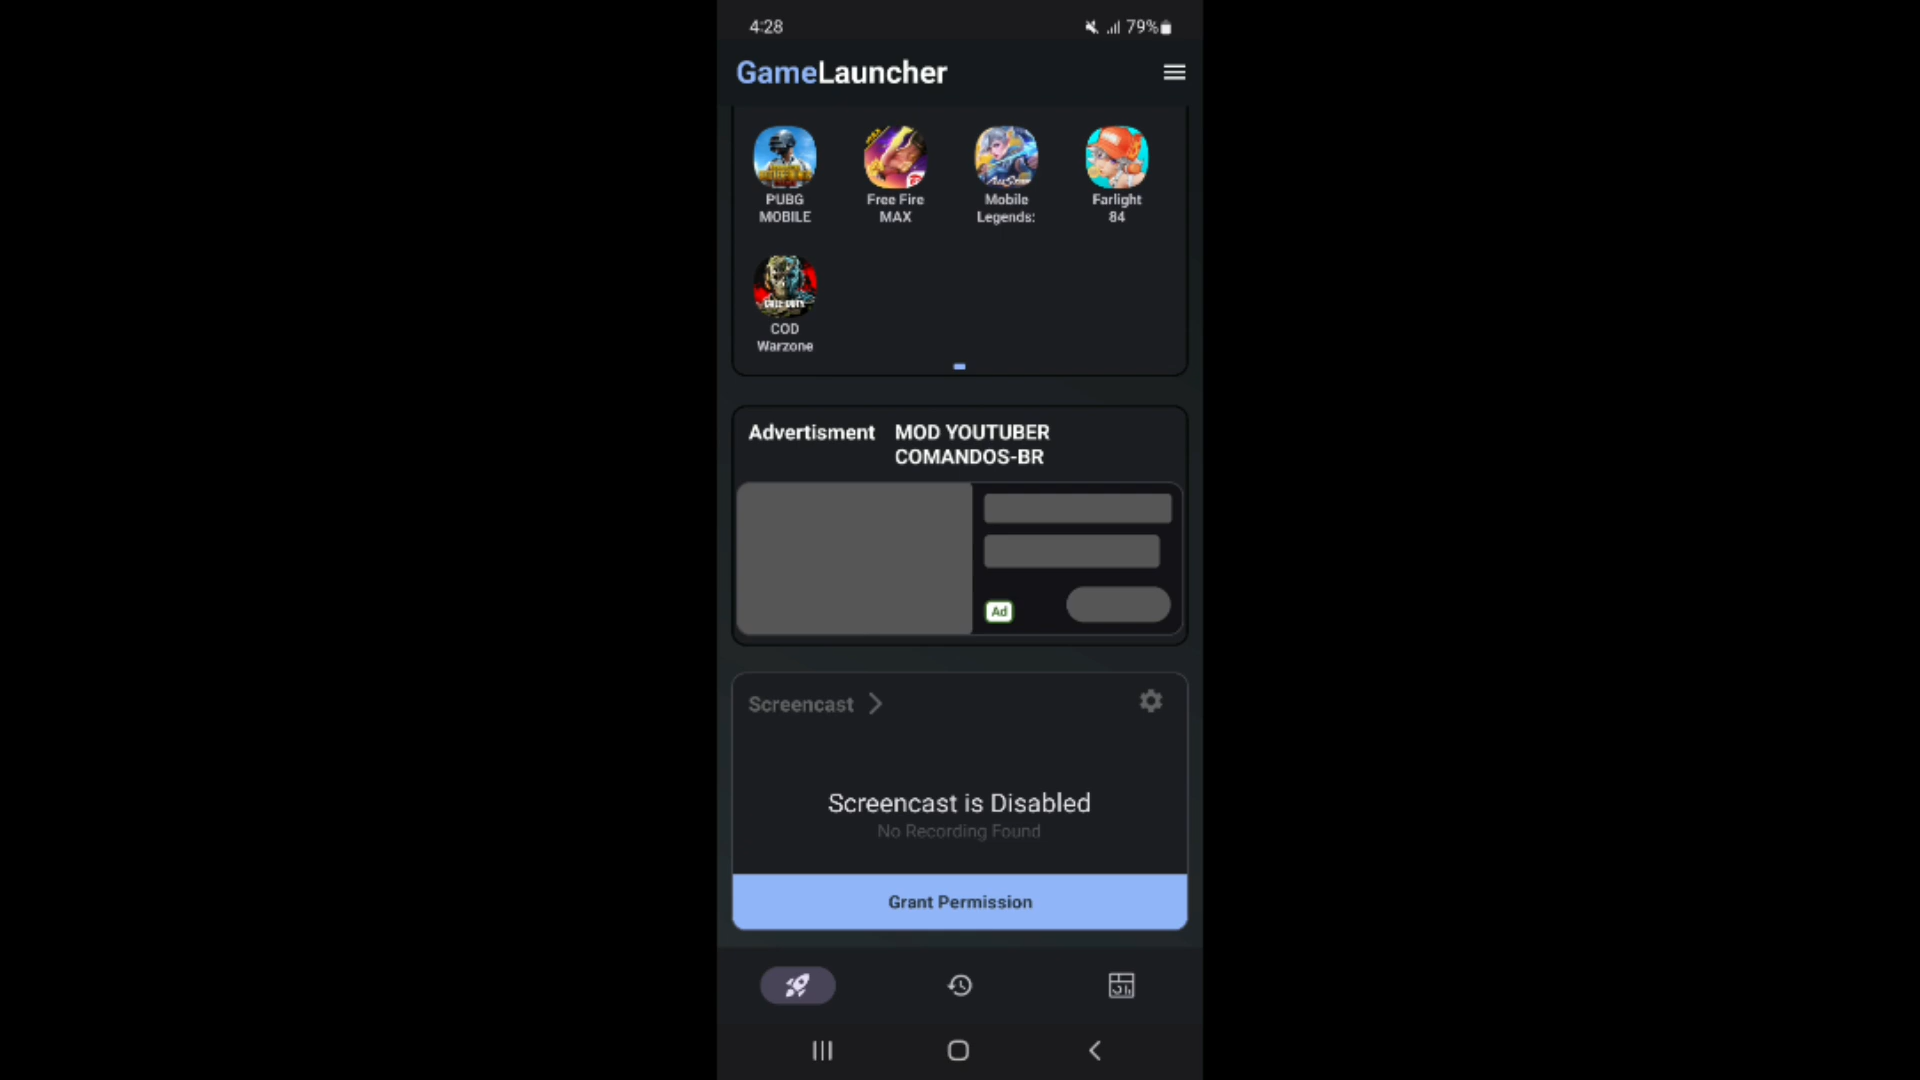 4:28
79%
GameLauncher
PUBG
MOBILE
Free Fire
MAX
Mobile
Legends:
Farlight
84
COD
Warzone
Advertisment
MOD YOUTUBER
COMANDOS-BR
Ad
Screencast
Screencast is Disabled
No Recording Found
Grant Permission